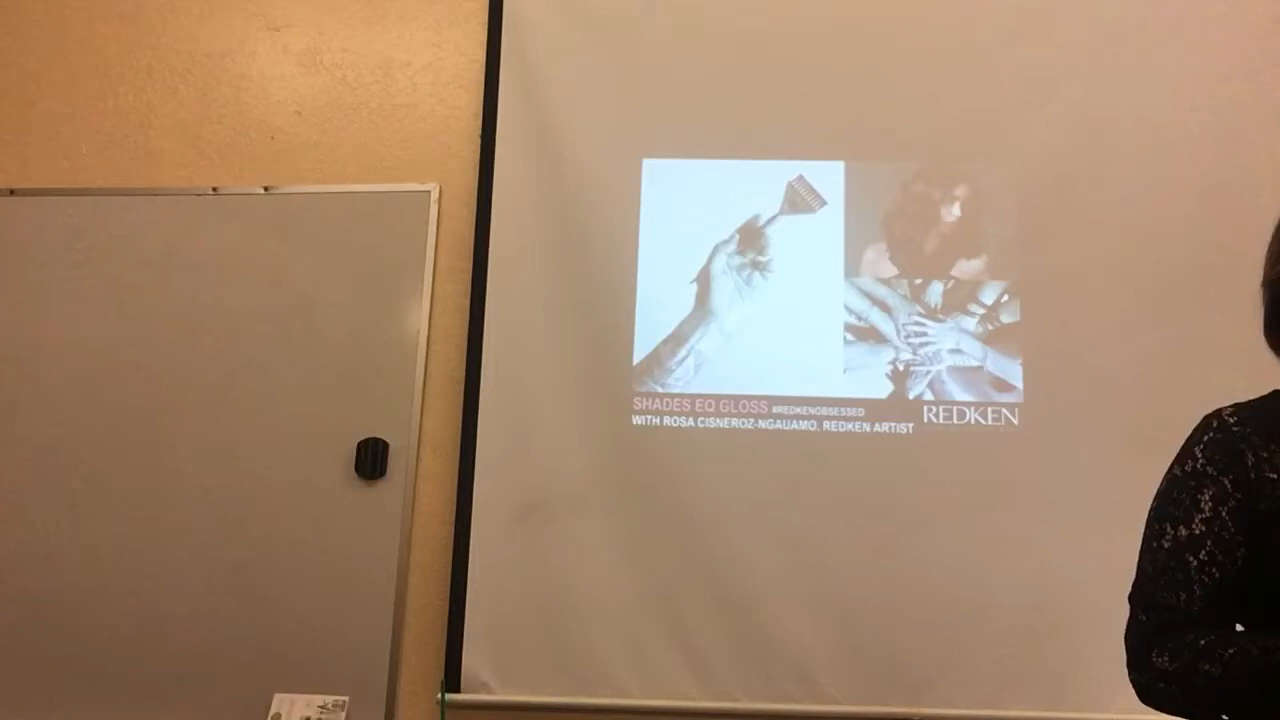 SHADES EQ GLOSS #REDKENOBSESSED
WITH ROSA CISNEROZ-NGAUAMO, REDKEN ARTIST
REDKEN